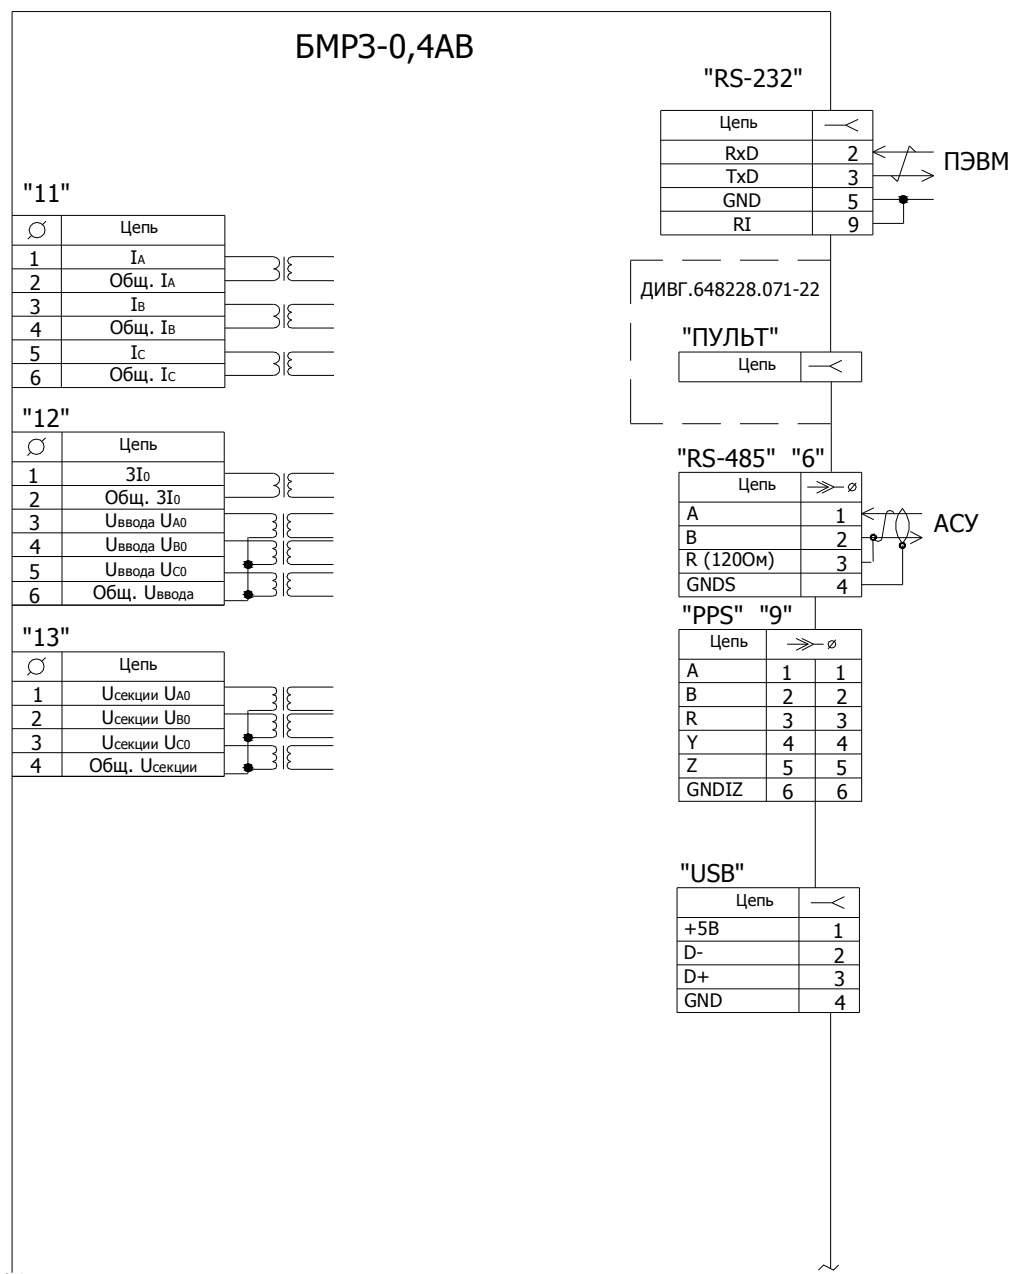 БМРЗ-0,4АВ
"RS-232"
Цепь
RxD 2
TxD 3
GND 5
RI 9
ПЭВМ
"11"
Цепь
1 IA
2 Общ. IA
3 IB
4 Общ. IB
5 IC
6 Общ. IC
ДИВГ.648228.071-22
"ПУЛЬТ"
Цепь
"12"
Цепь
1 3I0
2 Общ. 3I0
3 Uввода UA0
4 Uввода UB0
5 Uввода UC0
6 Общ. Uввода
"RS-485" "6"
Цепь
A 1
B 2
R (120Ом) 3
GNDS 4
АСУ
"PPS" "9"
Цепь
A 1 1
B 2 2
R 3 3
Y 4 4
Z 5 5
GNDIZ 6 6
"13"
Цепь
1 Uсекции UA0
2 Uсекции UB0
3 Uсекции UC0
4 Общ. Uсекции
"USB"
Цепь
+5В 1
D- 2
D+ 3
GND 4